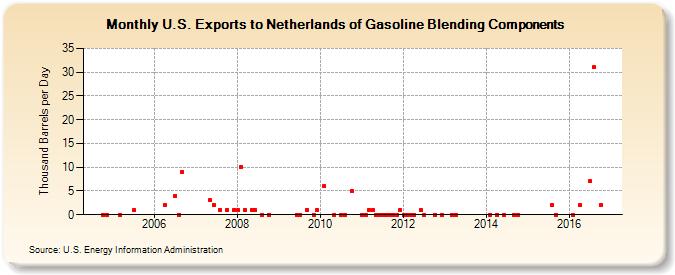 Monthly U.S. Exports to Netherlands of Gasoline Blending Components
Thousand Barrels per Day
35
30
25
20
15
10
5
0
2006 2008 2010 2012 2014 2016
Source: U.S. Energy Information Administration